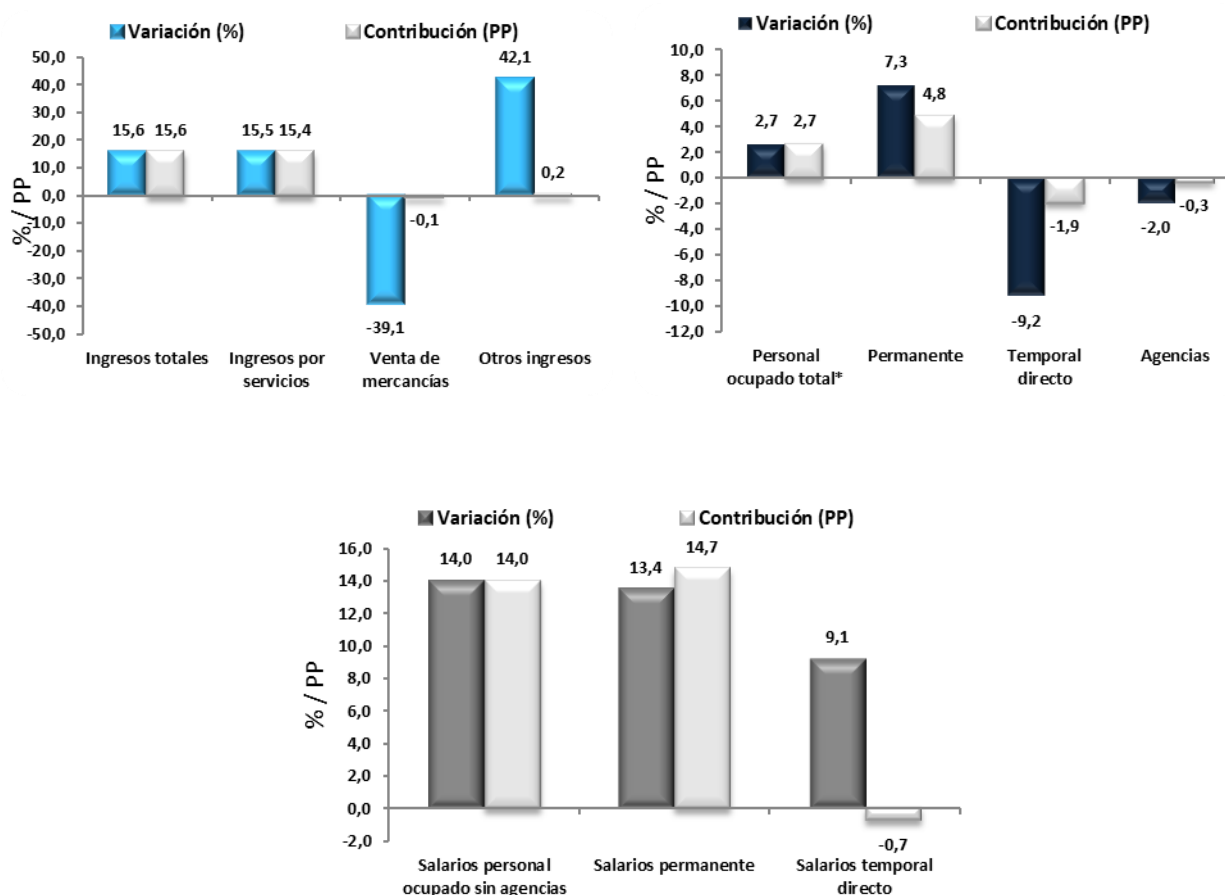 Variación (%) Contribución (PP)
50,0
40,0
30,0
20,0
10,0
0,0
-10,0
-20,0
-30,0
-40,0
-50,0
% / PP
15,6 15,6
15,5 15,4
-39,1 -0,1
42,1 0,2
Ingresos totales
Ingresos por
servicios
Venta de
mercancías
Otros ingresos
Variación (%) Contribución (PP)
10,0
8,0
6,0
4,0
2,0
0,0
-2,0
-4,0
-6,0
-8,0
-10,0
-12,0
% / PP
2,7 2,7
7,3 4,8
-9,2 -1,9
-2,0 -0,3
Personal
ocupado total*
Permanente
Temporal
directo
Agencias
Variación (%) Contribución (PP)
16,0
14,0
12,0
10,0
8,0
6,0
4,0
2,0
0,0
-2,0
% / PP
14,0 14,0
13,4 14,7
9,1 -0,7
Salarios personal
ocupado sin agencias
Salarios permanente
Salarios temporal
directo